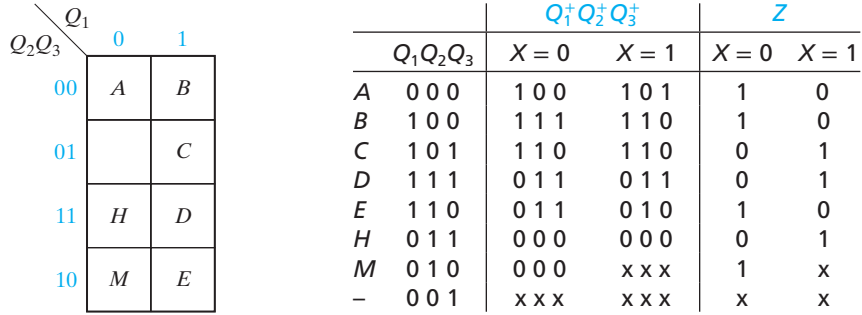 Q₁
Q₂Q₃ 0 1
00 A B
01 C
11 H D
10 M E
Q₁⁺Q₂⁺Q₃⁺ Z
Q₁Q₂Q₃ X = 0 X = 1 X = 0 X = 1
A 0 0 0 1 0 0 1 0 1 1 0
B 1 0 0 1 1 1 1 1 0 1 0
C 1 0 1 1 1 0 1 1 0 0 1
D 1 1 1 0 1 1 0 1 1 0 1
E 1 1 0 0 1 1 0 1 0 1 0
H 0 1 1 0 0 0 0 0 0 0 1
M 0 1 0 0 0 0 x x x 1 x
– 0 0 1 x x x x x x x x